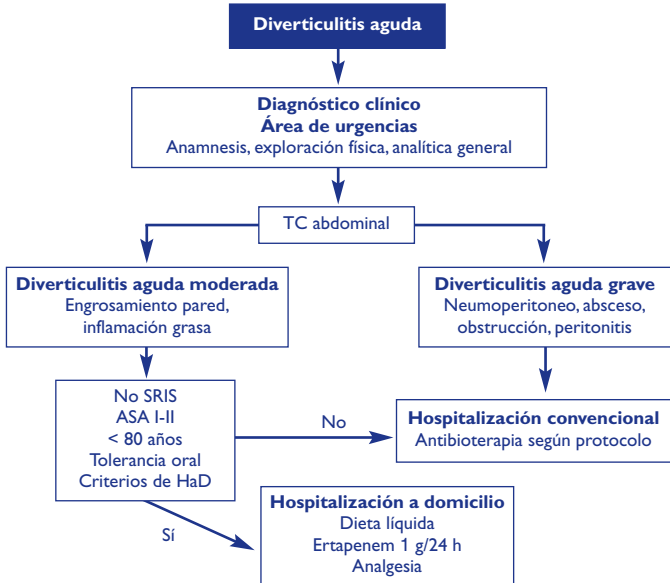 Diverticulitis aguda
Diagnóstico clínico
Área de urgencias
Anamnesis, exploración física, analítica general
TC abdominal
Diverticulitis aguda moderada
Engrosamiento pared,
inflamación grasa
Diverticulitis aguda grave
Neumoperitoneo, absceso,
obstrucción, peritonitis
No SRIS
ASA I-II
< 80 años
Tolerancia oral
Criterios de HaD
No
Hospitalización convencional
Antibioterapia según protocolo
Sí
Hospitalización a domicilio
Dieta líquida
Ertapenem 1 g/24 h
Analgesia